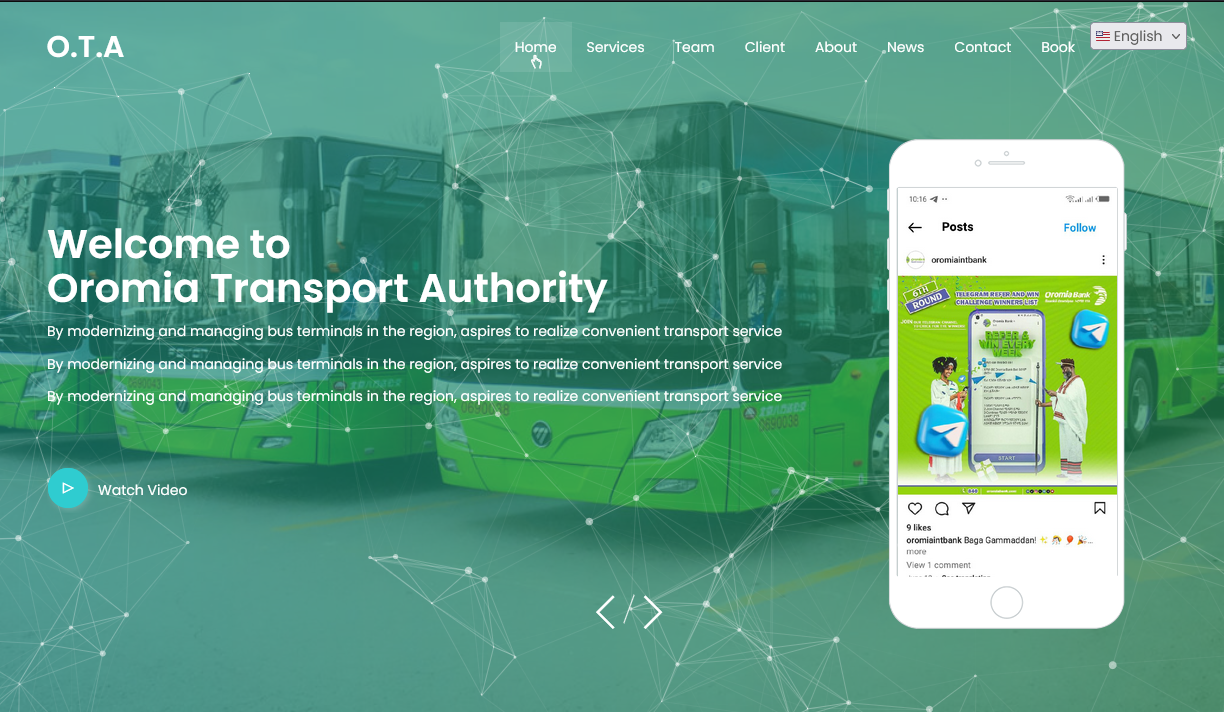 O.T.A
Home
Services
Team
Client
About
News
Contact
Book
English
Welcome to
Oromia Transport Authority
By modernizing and managing bus terminals in the region, aspires to realize convenient transport service
By modernizing and managing bus terminals in the region, aspires to realize convenient transport service
By modernizing and managing bus terminals in the region, aspires to realize convenient transport service
0690038
0690038
Watch Video
10:16
Posts
Follow
oromiaintbank
6TH
ROUND
TELEGRAM REFER AND WIN
CHALLENGE WINNERS LIST
Oromia Bank
REFER &
WIN EVERY
WEEK
START
9 likes
oromiaintbank Baga Gammaddan! ✨ 🎊 🎈 🎉...
more
View 1 comment